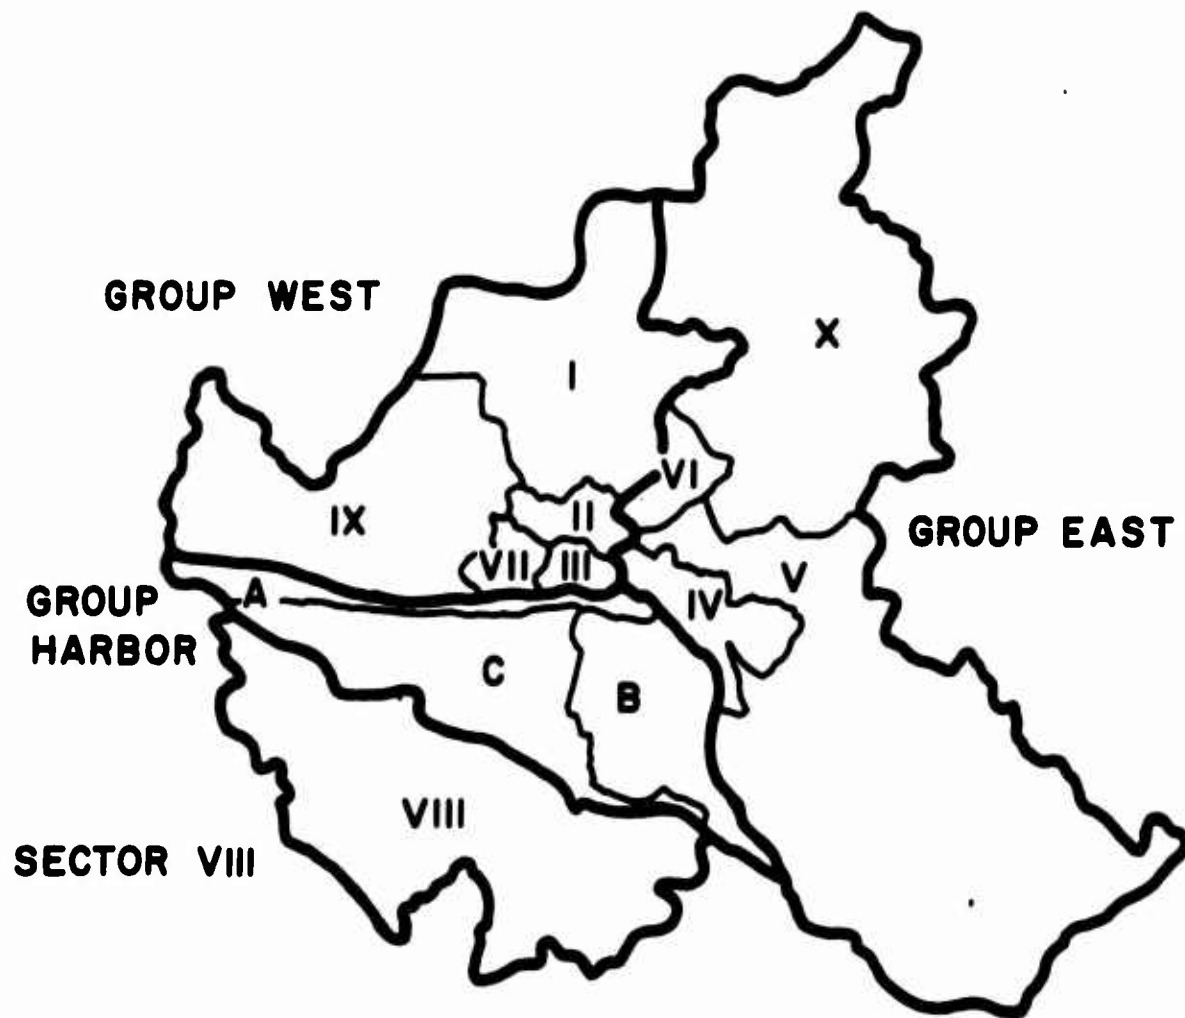 GROUP WEST
X
I
VI
IX
II
GROUP EAST
VII
III
V
A
IV
GROUP
HARBOR
C
B
VIII
SECTOR VIII